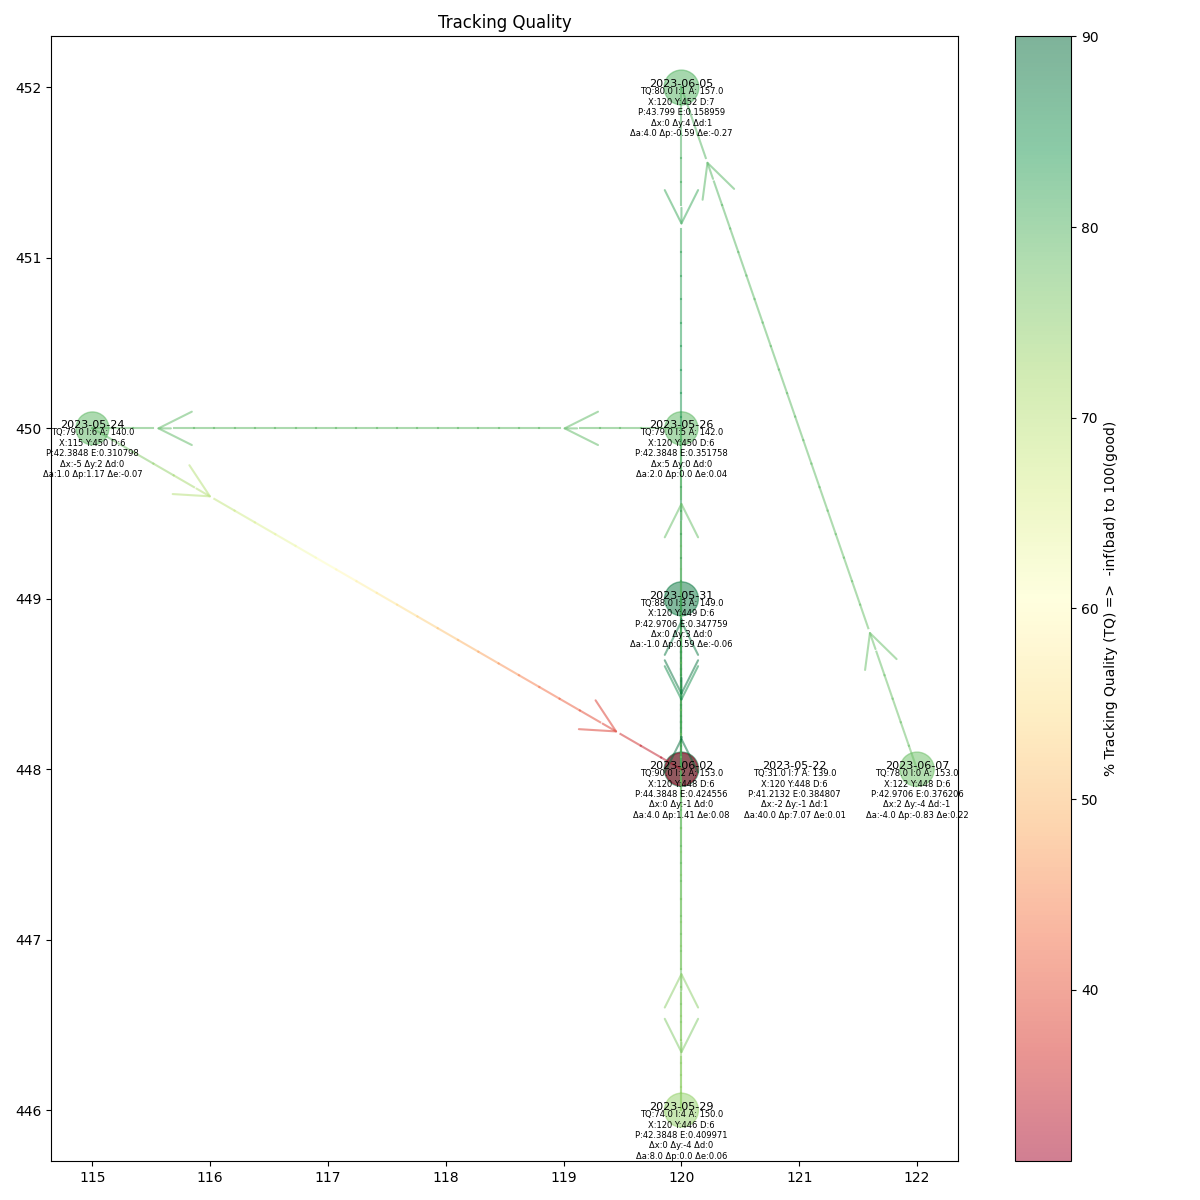 Tracking Quality
452
451
450
449
448
447
446
115
116
117
118
119
120
121
122
2023-06-05
TQ:80.0 I:1 A: 157.0
X:120 Y:452 D:7
P:43.799 E:0.158959
Δx:0 Δy:4 Δd:1
Δa:4.0 Δp:-0.59 Δe:-0.27
2023-05-24
TQ:79.0 I:6 A: 140.0
X:115 Y:450 D:6
P:42.3848 E:0.310798
Δx:-5 Δy:2 Δd:0
Δa:1.0 Δp:1.17 Δe:-0.07
2023-05-26
TQ:79.0 I:5 A: 142.0
X:120 Y:450 D:6
P:42.3848 E:0.351758
Δx:5 Δy:0 Δd:0
Δa:2.0 Δp:0.0 Δe:0.04
2023-05-31
TQ:88.0 I:3 A: 149.0
X:120 Y:449 D:6
P:42.9706 E:0.347759
Δx:0 Δy:3 Δd:0
Δa:-1.0 Δp:0.59 Δe:-0.06
2023-06-02
TQ:90.0 I:2 A: 153.0
X:120 Y:448 D:6
P:44.3848 E:0.424556
Δx:0 Δy:-1 Δd:0
Δa:4.0 Δp:1.41 Δe:0.08
2023-05-22
TQ:31.0 I:7 A: 139.0
X:120 Y:448 D:6
P:41.2132 E:0.384807
Δx:-2 Δy:-1 Δd:1
Δa:40.0 Δp:7.07 Δe:0.01
2023-06-07
TQ:78.0 I:0 A: 153.0
X:122 Y:448 D:6
P:42.9706 E:0.376206
Δx:2 Δy:-4 Δd:-1
Δa:-4.0 Δp:-0.83 Δe:0.22
2023-05-29
TQ:74.0 I:4 A: 150.0
X:120 Y:446 D:6
P:42.3848 E:0.409971
Δx:0 Δy:-4 Δd:0
Δa:8.0 Δp:0.0 Δe:0.06
90
80
70
60
50
40
% Tracking Quality (TQ) => -inf(bad) to 100(good)